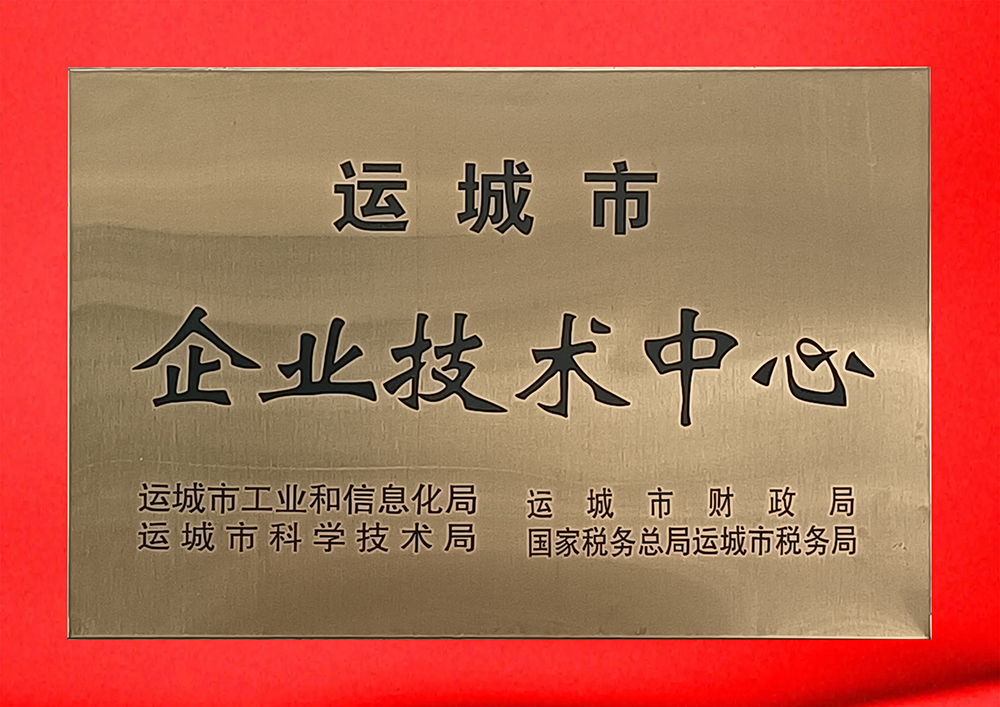 运城市
企业技术中心
运城市工业和信息化局
运城市科学技术局
运城市财政局
国家税务总局运城市税务局